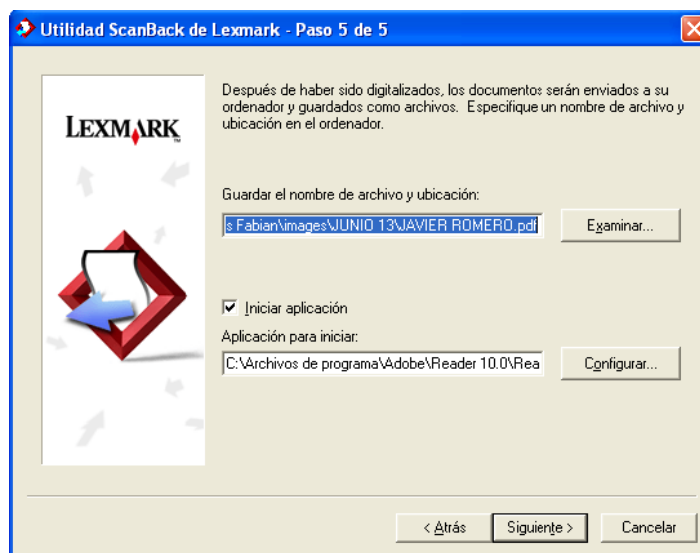 Utilidad ScanBack de Lexmark - Paso 5 de 5
LEXMARK
Después de haber sido digitalizados, los documentos serán enviados a su
ordenador y guardados como archivos. Especifique un nombre de archivo y
ubicación en el ordenador.
Guardar el nombre de archivo y ubicación:
s Fabian\images\JUNIO 13\JAVIER ROMERO.pdf
Examinar...
Iniciar aplicación
Aplicación para iniciar:
C:\Archivos de programa\Adobe\Reader 10.0\Rea
Configurar...
< Atrás
Siguiente >
Cancelar